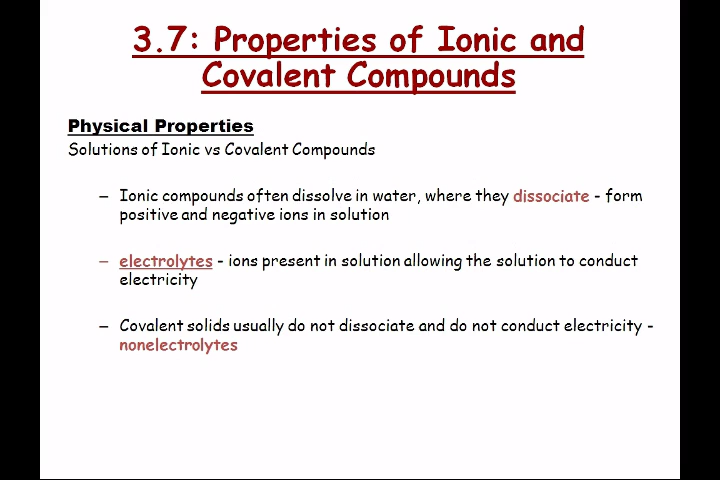 3.7: Properties of Ionic and
Covalent Compounds
Physical Properties
Solutions of Ionic vs Covalent Compounds
– Ionic compounds often dissolve in water, where they dissociate - form
positive and negative ions in solution
– electrolytes - ions present in solution allowing the solution to conduct
electricity
– Covalent solids usually do not dissociate and do not conduct electricity -
nonelectrolytes